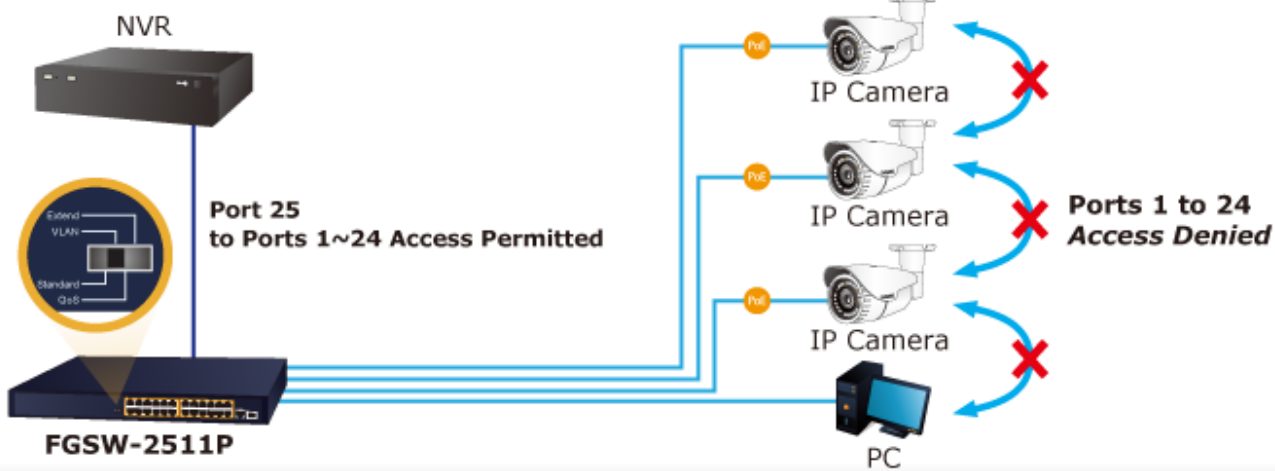 NVR
PoE
IP Camera
Extend
VLAN
Standard
QoS
Port 25
to Ports 1~24 Access Permitted
PoE
IP Camera
Ports 1 to 24
Access Denied
PoE
IP Camera
FGSW-2511P
PC